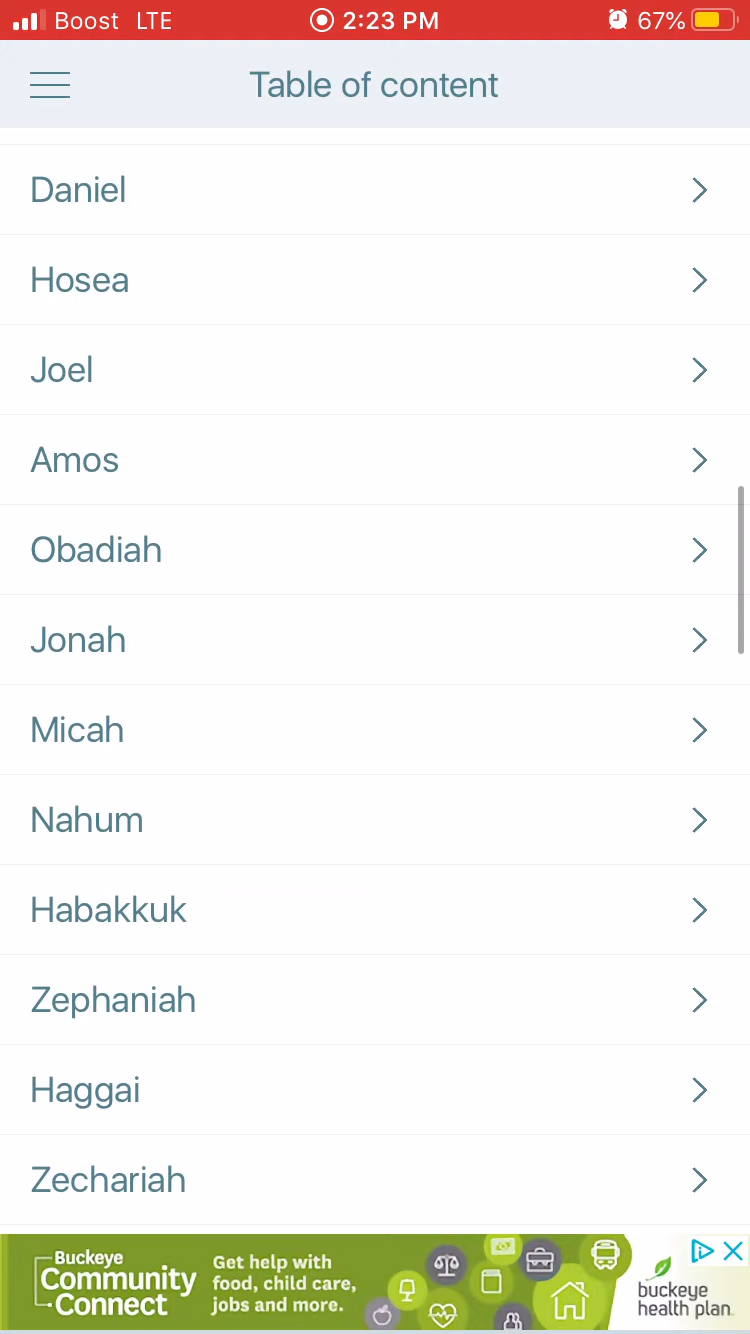 Boost LTE 2:23 PM 67%
Table of content
Daniel
Hosea
Joel
Amos
Obadiah
Jonah
Micah
Nahum
Habakkuk
Zephaniah
Haggai
Zechariah
Buckeye
Community
Connect
Get help with
food, child care,
jobs and more.
buckeye
health plan.